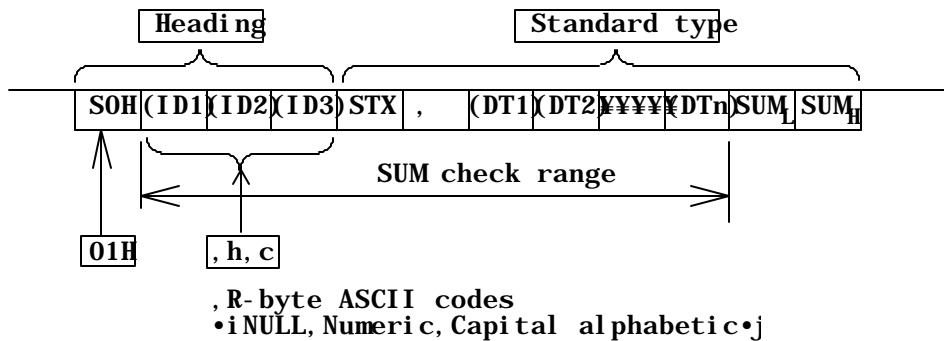 Heading Standard type
SOH (ID1) (ID2) (ID3) STX , (DT1) (DT2) ¥¥¥¥¥ (DTn) SUML SUMH
SUM check range
01H ,h,c
,R-byte ASCII codes
•iNULL,Numeric,Capital alphabetic•j